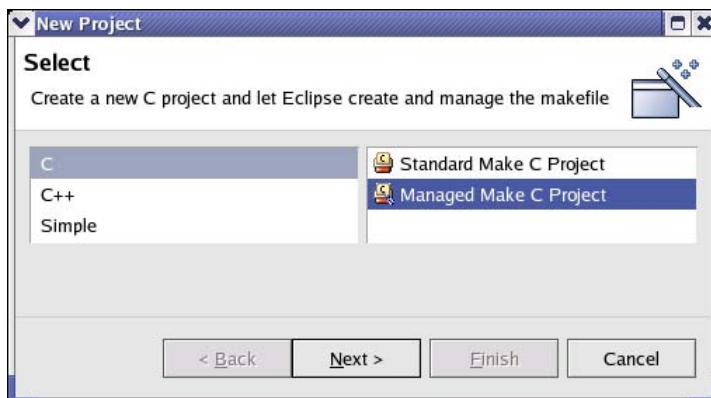 New Project
Select
Create a new C project and let Eclipse create and manage the makefile
C
C++
Simple
Standard Make C Project
Managed Make C Project
< Back
Next >
Finish
Cancel